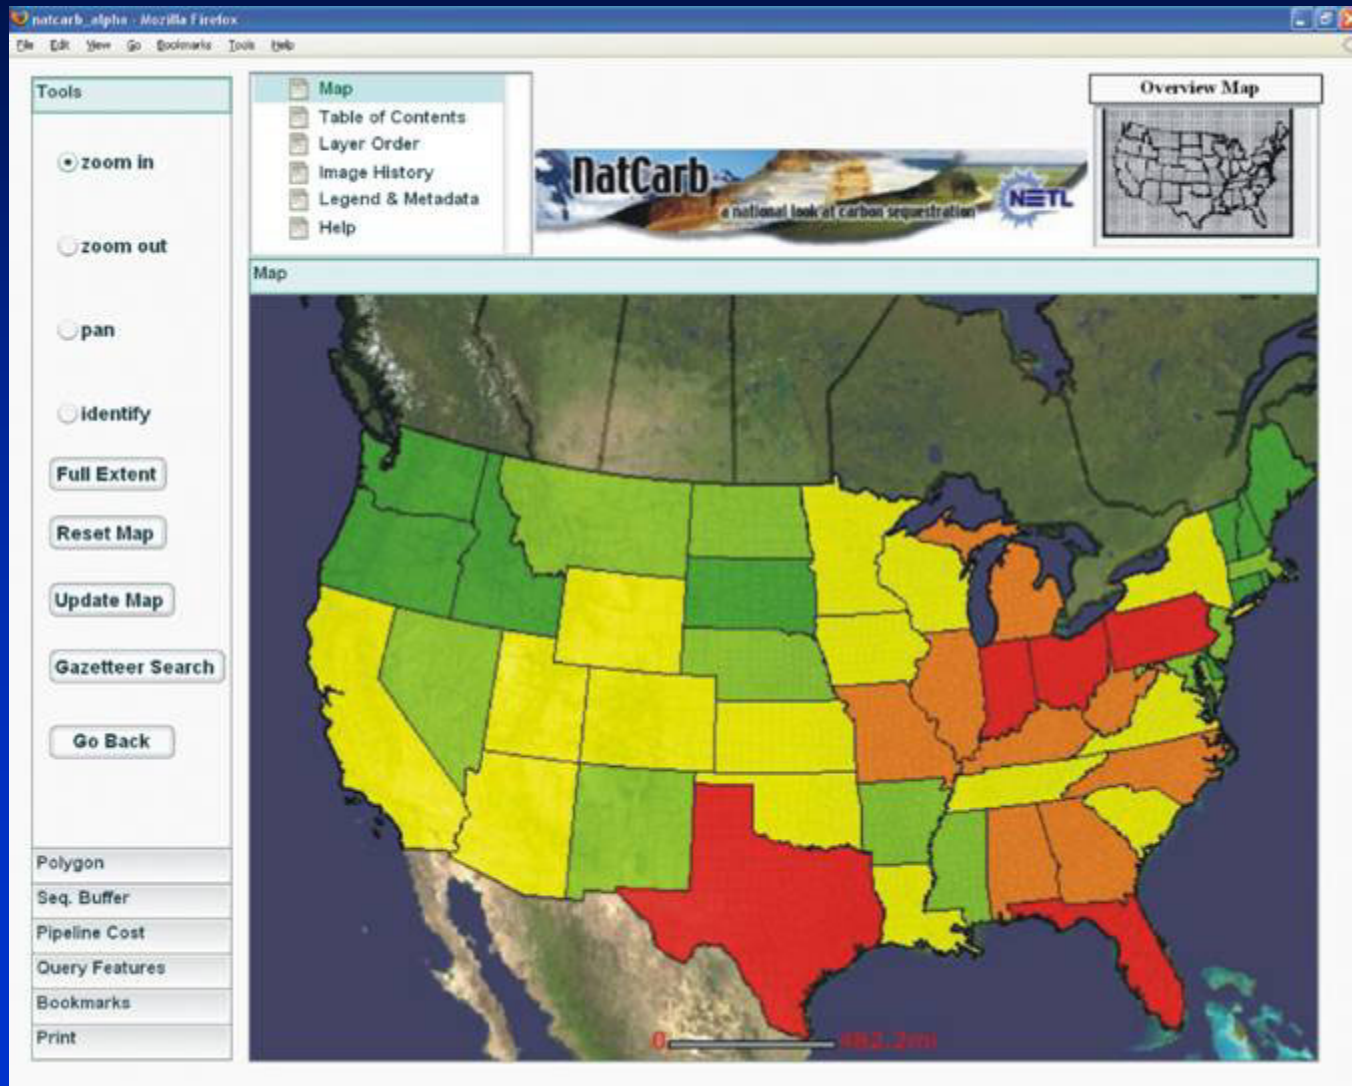 natcarb_alpha - Mozilla Firefox
File Edit View Go Bookmarks Tools Help
Tools
zoom in
zoom out
pan
identify
Full Extent
Reset Map
Update Map
Gazetteer Search
Go Back
Polygon
Seq. Buffer
Pipeline Cost
Query Features
Bookmarks
Print
Map
Table of Contents
Layer Order
Image History
Legend & Metadata
Help
NatCarb
a national look at carbon sequestration
NETL
Overview Map
Map
0 482.2mi